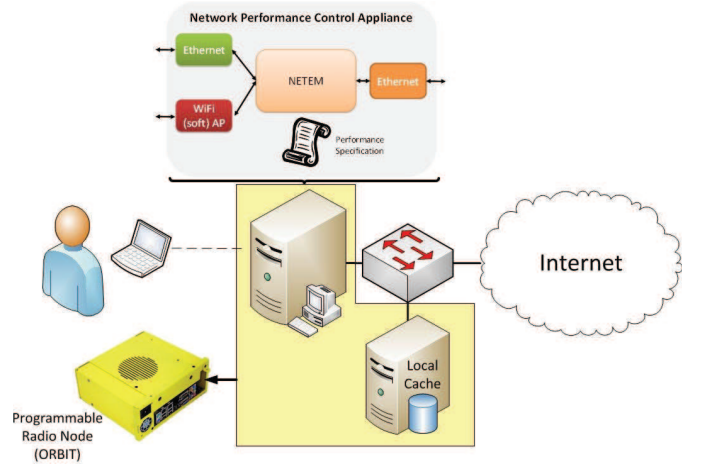 Network Performance Control Appliance
Ethernet
NETEM
Ethernet
WiFi
(soft) AP
Performance
Specification
Internet
Local
Cache
Programmable
Radio Node
(ORBIT)